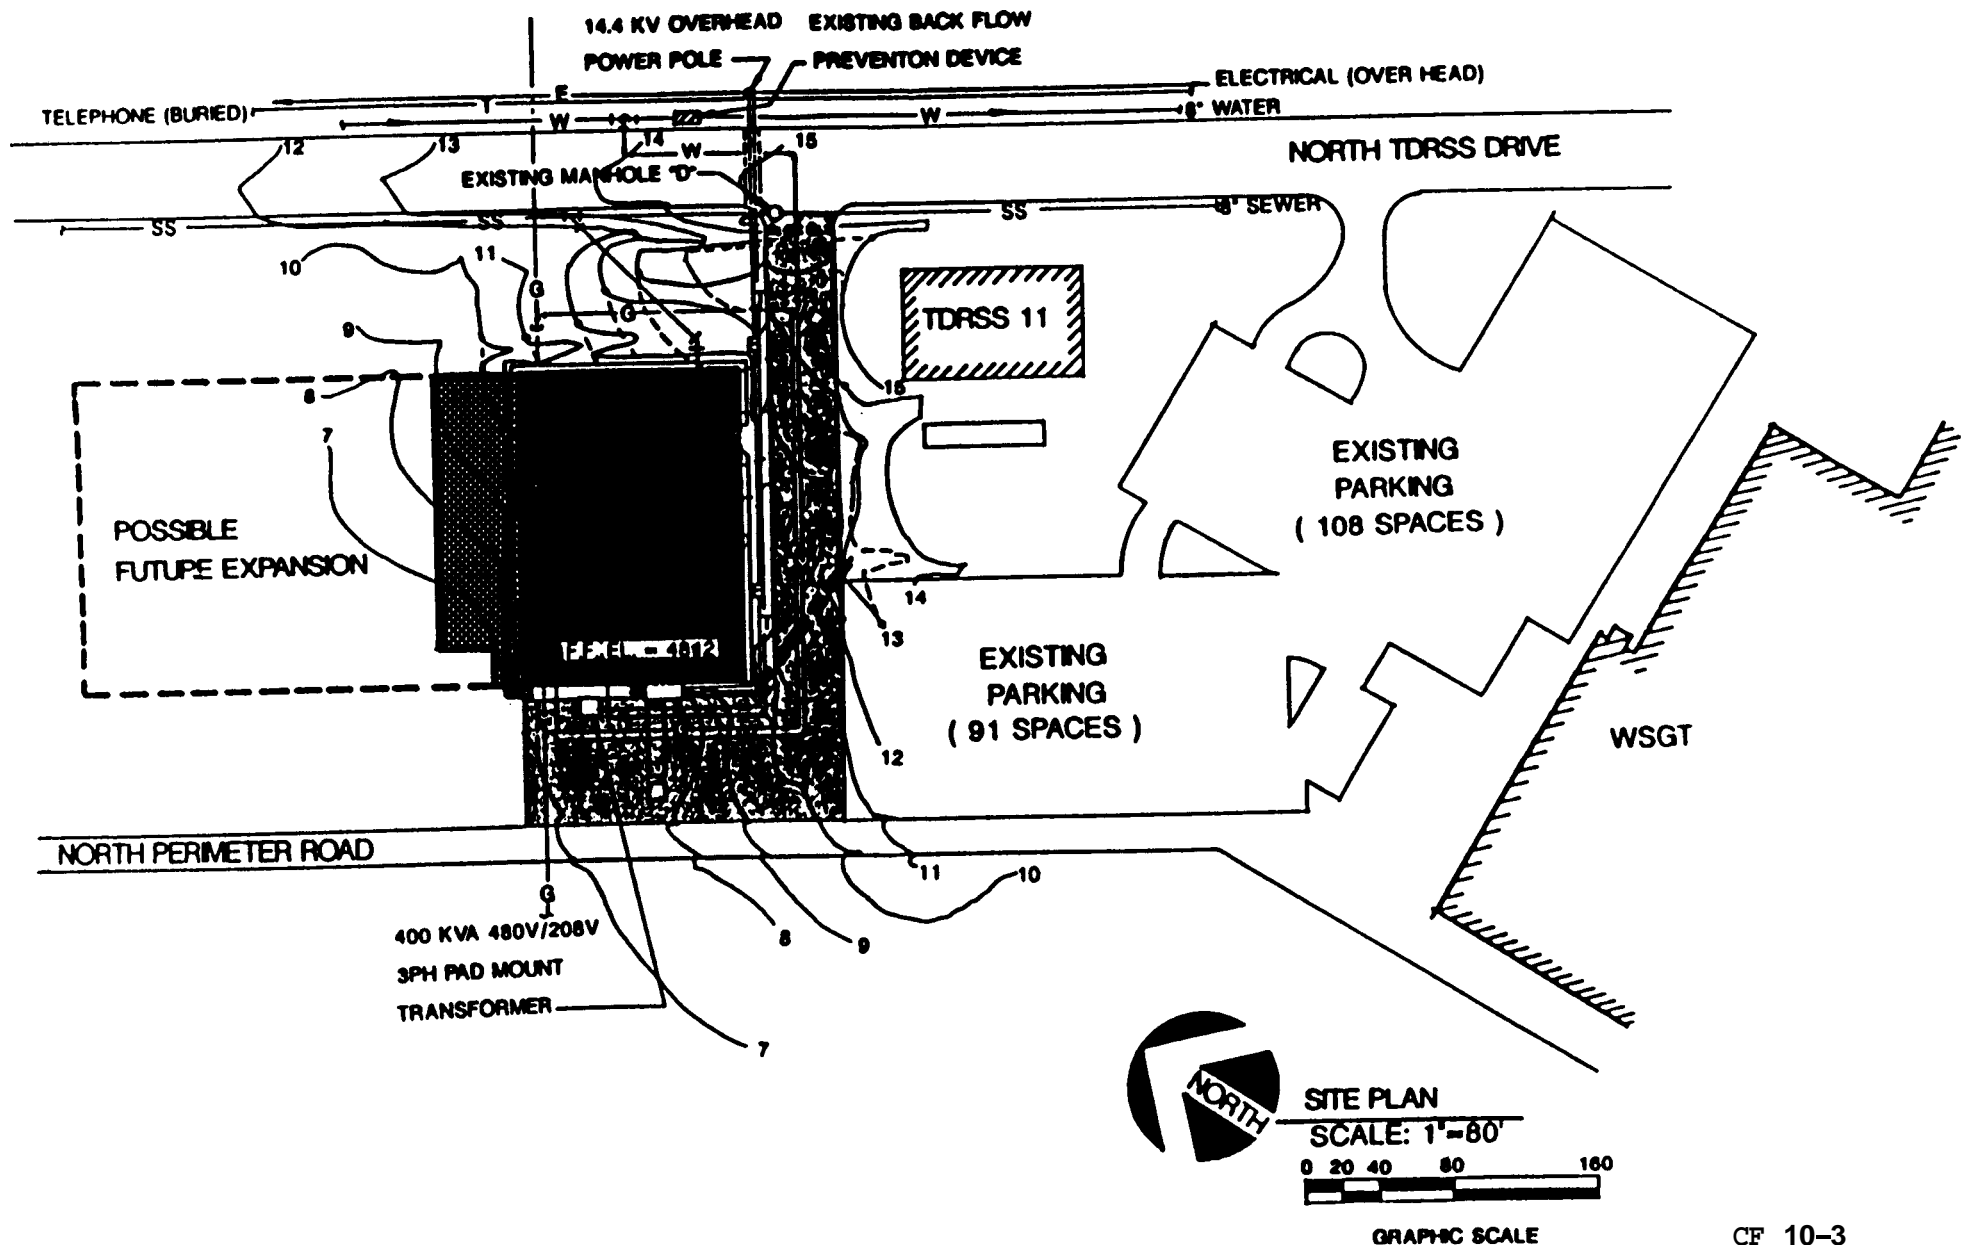 14.4 KV OVERHEAD
POWER POLE
EXISTING BACK FLOW
PREVENTON DEVICE
ELECTRICAL (OVER HEAD)
E
TELEPHONE (BURIED)
T
W
W
6" WATER
12
13
14
W
15
NORTH TDRSS DRIVE
EXISTING MANHOLE "D"
SS
SS
SS
8" SEWER
10
11
G
G
TDRSS 11
9
8
15
7
EXISTING
PARKING
( 108 SPACES )
POSSIBLE
FUTURE EXPANSION
14
13
4812
EXISTING
PARKING
( 91 SPACES )
12
WSGT
NORTH PERIMETER ROAD
11
10
G
8
9
400 KVA 480V/208V
3PH PAD MOUNT
TRANSFORMER
7
NORTH
SITE PLAN
SCALE: 1"=80'
0 20 40 80 160
GRAPHIC SCALE
CF 10-3